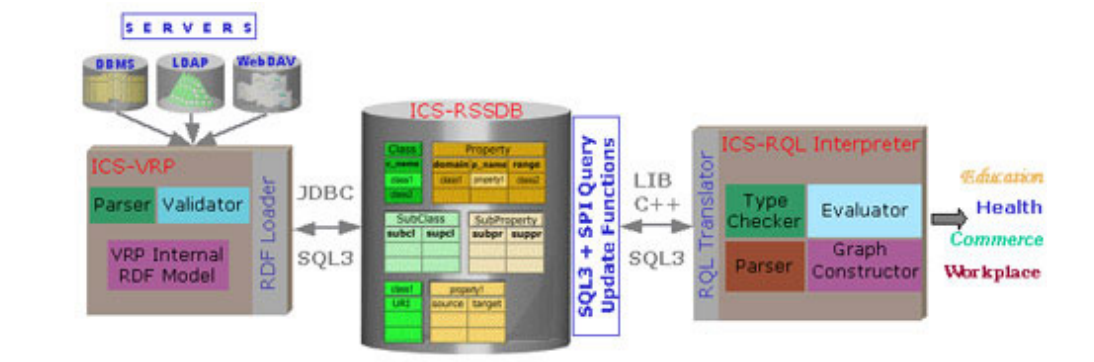 SERVERS
DBMS LDAP WebDAV
ICS-VRP
Parser Validator
VRP Internal
RDF Model
RDF Loader
JDBC
SQL3
ICS-RSSDB
Class Property
c_name domain p_name range
class1 class1 property1 class2
class2
SubClass SubProperty
subcl supcl subpr suppr
class1 property1
URI source target
SQL3 + SPI Query
Update Functions
LIB
C++
SQL3
RQL Translator
ICS-RQL Interpreter
Type
Checker
Evaluator
Parser
Graph
Constructor
Education
Health
Commerce
Workplace